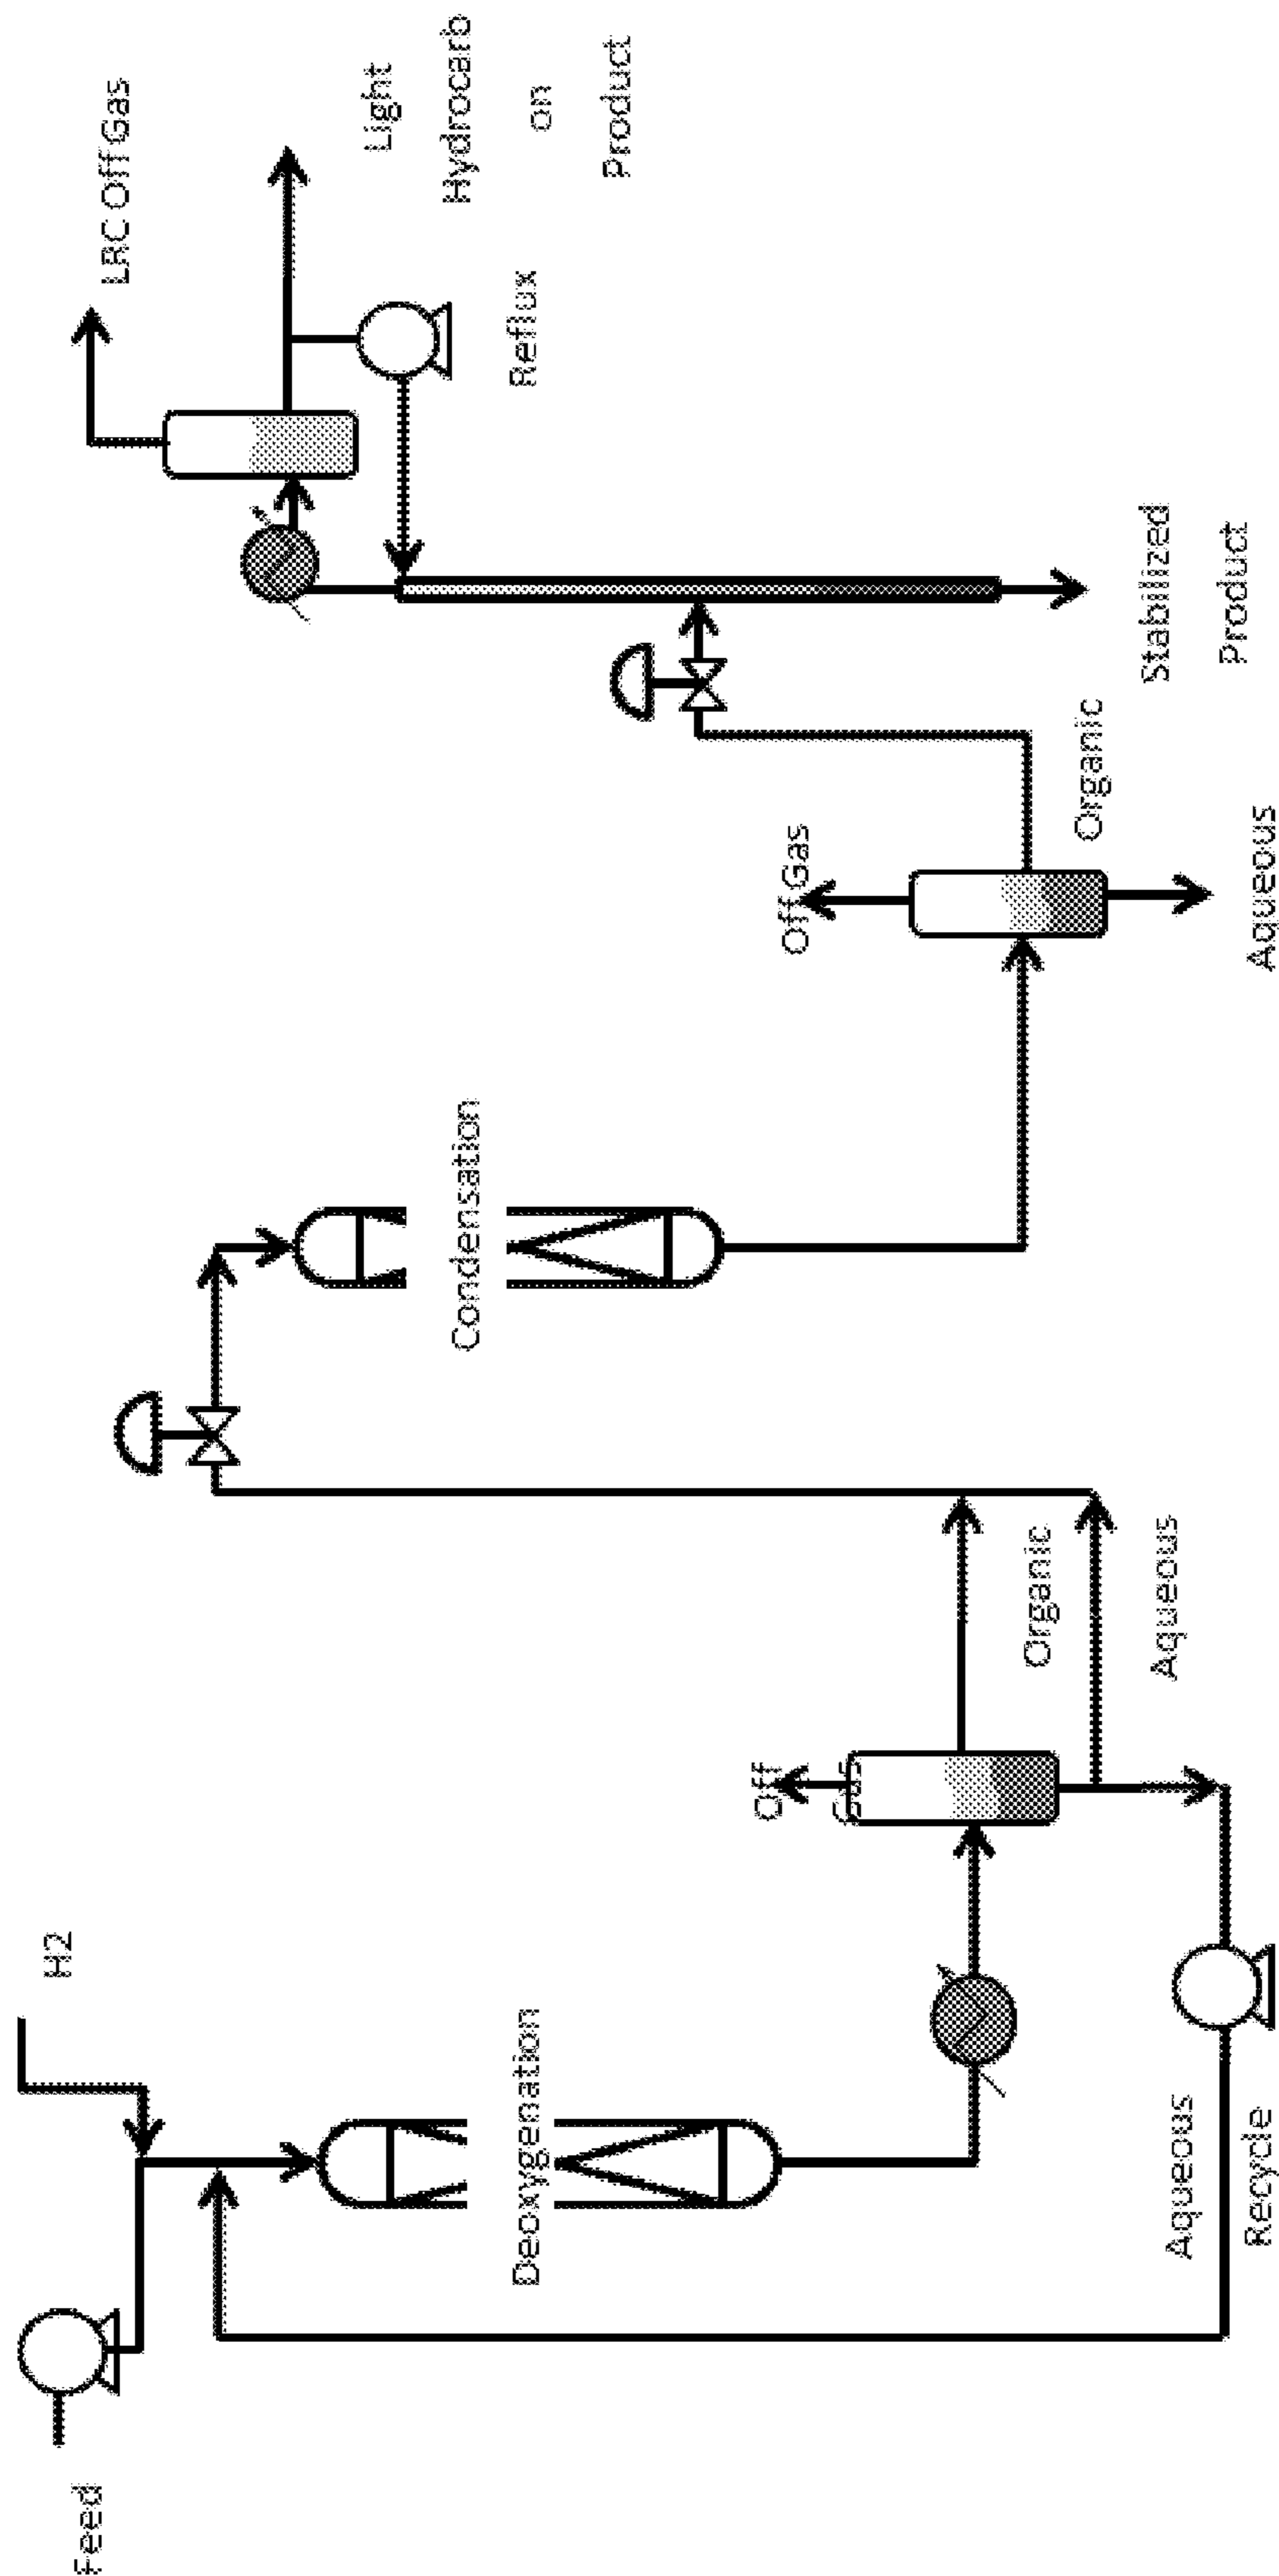 Feed
H2
Deoxygenation
Aqueous
Recycle
Off
Gas
Organic
Aqueous
Condensation
Off Gas
Organic
Aqueous
Stabilized
Product
Reflux
LRC Off Gas
Light
Hydrocarb
on
Product